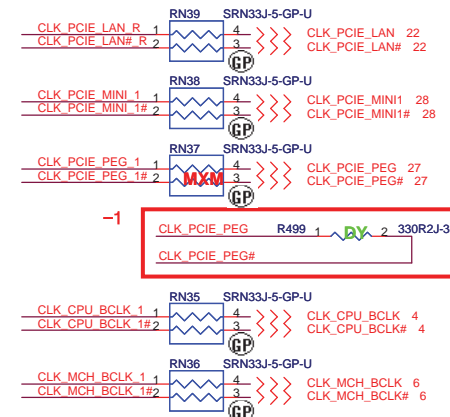 RN39 SRN33J-5-GP-U
CLK_PCIE_LAN_R 1 4 CLK_PCIE_LAN 22
CLK_PCIE_LAN#_R 2 3 CLK_PCIE_LAN# 22
GP
RN38 SRN33J-5-GP-U
CLK_PCIE_MINI_1 1 4 CLK_PCIE_MINI1 28
CLK_PCIE_MINI_1# 2 3 CLK_PCIE_MINI1# 28
GP
RN37 SRN33J-5-GP-U
CLK_PCIE_PEG_1 1 4 CLK_PCIE_PEG 27
CLK_PCIE_PEG_1# 2 MXM 3 CLK_PCIE_PEG# 27
GP
-1
CLK_PCIE_PEG R499 1 DY 2 330R2J-3
CLK_PCIE_PEG#
RN35 SRN33J-5-GP-U
CLK_CPU_BCLK_1 1 4 CLK_CPU_BCLK 4
CLK_CPU_BCLK_1# 2 3 CLK_CPU_BCLK# 4
GP
RN36 SRN33J-5-GP-U
CLK_MCH_BCLK_1 1 4 CLK_MCH_BCLK 6
CLK_MCH_BCLK_1# 2 3 CLK_MCH_BCLK# 6
GP